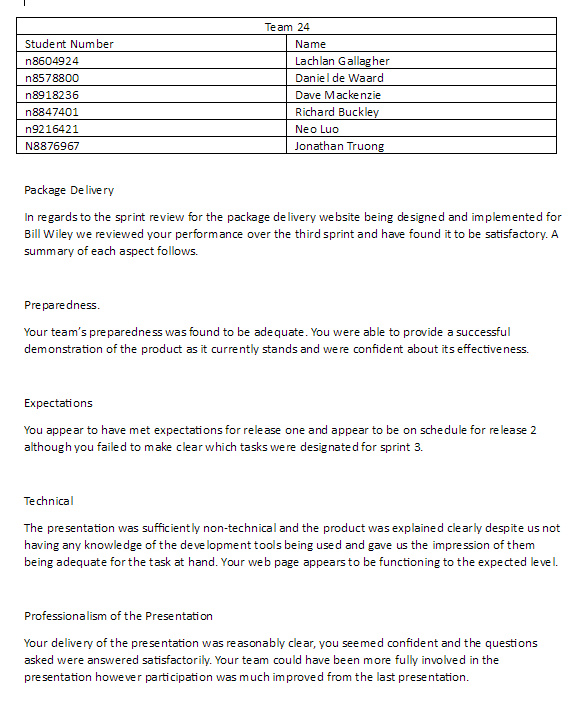 Team 24
Student Number Name
n8604924 Lachlan Gallagher
n8578800 Daniel de Waard
n8918236 Dave Mackenzie
n8847401 Richard Buckley
n9216421 Neo Luo
N8876967 Jonathan Truong
Package Delivery
In regards to the sprint review for the package delivery website being designed and implemented for
Bill Wiley we reviewed your performance over the third sprint and have found it to be satisfactory. A
summary of each aspect follows.
Preparedness.
Your team's preparedness was found to be adequate. You were able to provide a successful
demonstration of the product as it currently stands and were confident about its effectiveness.
Expectations
You appear to have met expectations for release one and appear to be on schedule for release 2
although you failed to make clear which tasks were designated for sprint 3.
Technical
The presentation was sufficiently non-technical and the product was explained clearly despite us not
having any knowledge of the development tools being used and gave us the impression of them
being adequate for the task at hand. Your web page appears to be functioning to the expected level.
Professionalism of the Presentation
Your delivery of the presentation was reasonably clear, you seemed confident and the questions
asked were answered satisfactorily. Your team could have been more fully involved in the
presentation however participation was much improved from the last presentation.